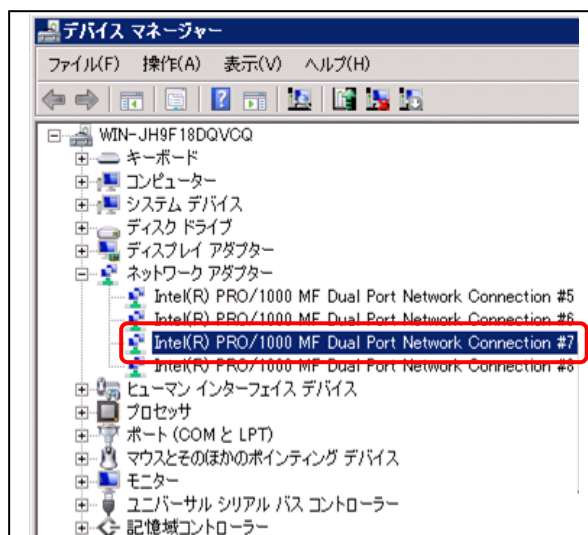 デバイス マネージャー
ファイル(F) 操作(A) 表示(V) ヘルプ(H)
WIN-JH9F18DQVCQ
キーボード
コンピューター
システム デバイス
ディスク ドライブ
ディスプレイ アダプター
ネットワーク アダプター
Intel(R) PRO/1000 MF Dual Port Network Connection #5
Intel(R) PRO/1000 MF Dual Port Network Connection #6
Intel(R) PRO/1000 MF Dual Port Network Connection #7
Intel(R) PRO/1000 MF Dual Port Network Connection #8
ヒューマン インターフェイス デバイス
プロセッサ
ポート (COM と LPT)
マウスとそのほかのポインティング デバイス
モニター
ユニバーサル シリアル バス コントローラー
記憶域コントローラー